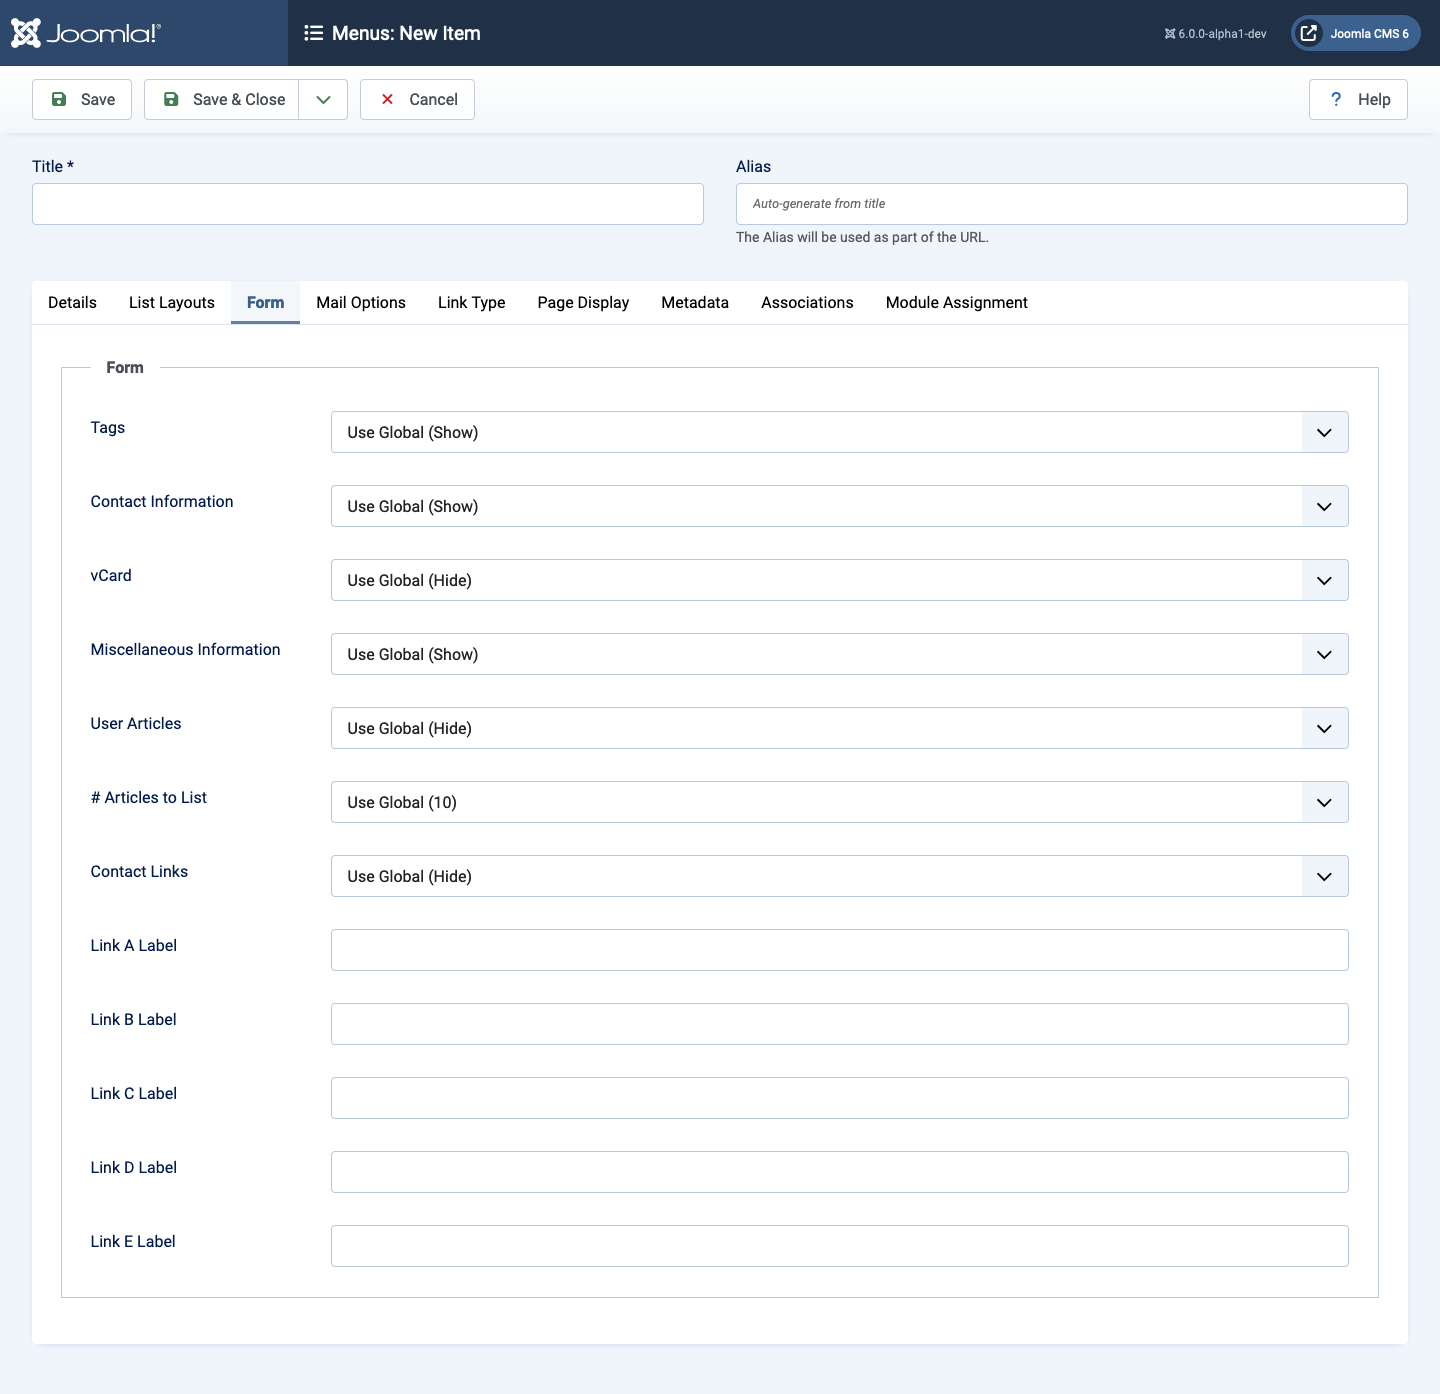 Joomla!® Menus: New Item 6.0.0-alpha1-dev Joomla CMS 6
Save Save & Close Cancel Help
Title * Alias
Auto-generate from title
The Alias will be used as part of the URL.
Details List Layouts Form Mail Options Link Type Page Display Metadata Associations Module Assignment
Form
Tags Use Global (Show)
Contact Information Use Global (Show)
vCard Use Global (Hide)
Miscellaneous Information Use Global (Show)
User Articles Use Global (Hide)
# Articles to List Use Global (10)
Contact Links Use Global (Hide)
Link A Label
Link B Label
Link C Label
Link D Label
Link E Label